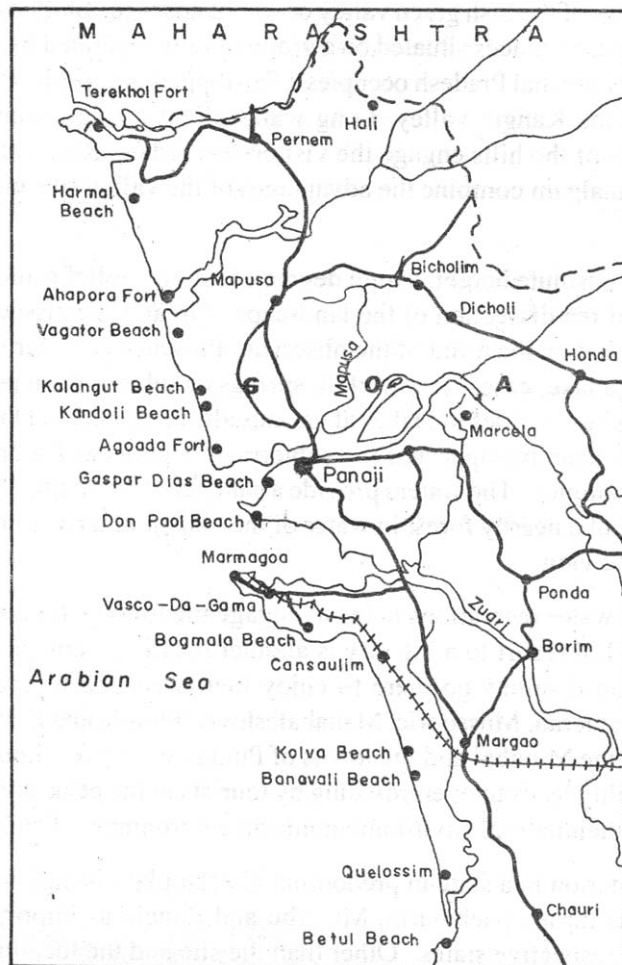 MAHARASHTRA
Terekhol Fort
Hali
Pernem
Harmal
Beach
Bicholim
Mapusa
Ahapora Fort
Dicholi
Vagator Beach
Mapusa
Honda
GOA
Kalangut Beach
Kandoli Beach
Marcela
Agoada Fort
Panaji
Gaspar Dias Beach
Don Paol Beach
Marmagoa
Ponda
Vasco-Da-Gama
Zuari
Bogmala Beach
Borim
Cansaulim
Arabian Sea
Margao
Kolva Beach
Banavali Beach
Quelossim
Chauri
Betul Beach